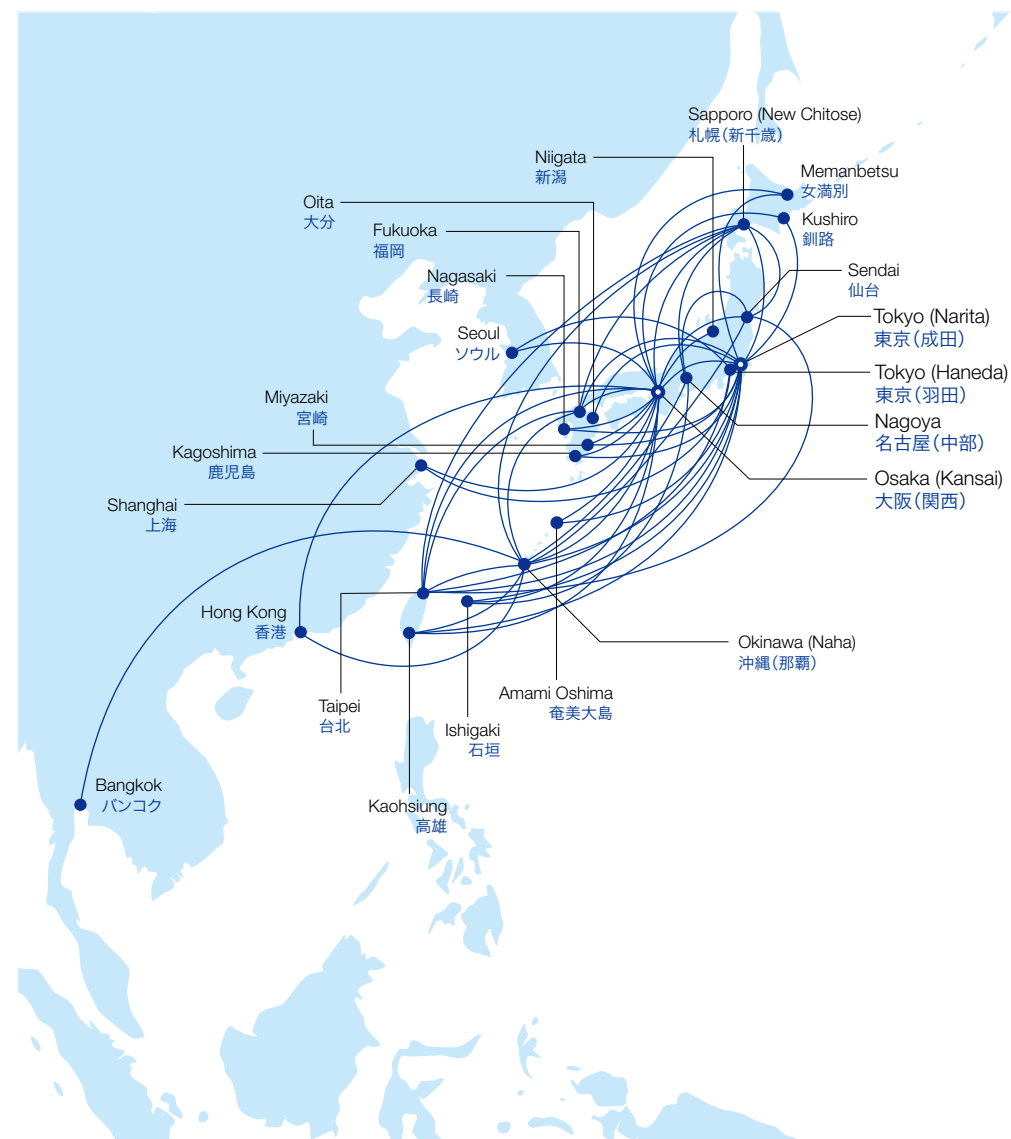 Sapporo (New Chitose)
札幌（新千歳）
Niigata
新潟
Memanbetsu
女満別
Oita
大分
Kushiro
釧路
Fukuoka
福岡
Nagasaki
長崎
Sendai
仙台
Seoul
ソウル
Tokyo (Narita)
東京（成田）
Tokyo (Haneda)
東京（羽田）
Miyazaki
宮崎
Nagoya
名古屋（中部）
Kagoshima
鹿児島
Osaka (Kansai)
大阪（関西）
Shanghai
上海
Hong Kong
香港
Okinawa (Naha)
沖縄（那覇）
Amami Oshima
奄美大島
Taipei
台北
Ishigaki
石垣
Bangkok
バンコク
Kaohsiung
高雄